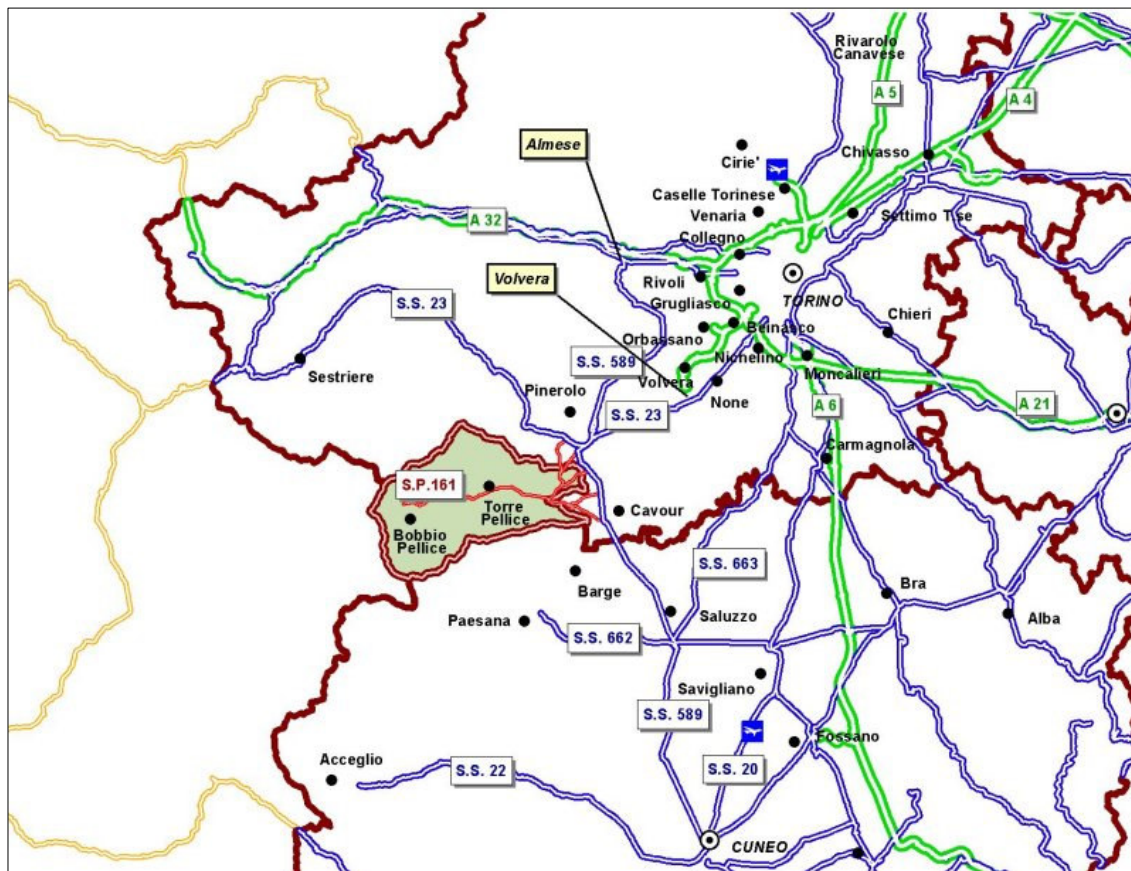 Rivarolo
Canavese
A 5
A 4
Almese
Cirie'
Chivasso
Caselle Torinese
Venaria
Settimo T.se
A 32
Collegno
Volvera
Rivoli
TORINO
S.S. 23
Grugliasco
Chieri
Beinasco
Orbassano
Nichelino
S.S. 589
Moncalieri
Sestriere
Volvera
Pinerolo
None
A 6
A 21
S.S. 23
Carmagnola
S.P.161
Torre
Pellice
Cavour
Bobbio
Pellice
S.S. 663
Barge
Bra
Paesana
Saluzzo
Alba
S.S. 662
Savigliano
S.S. 589
Fossano
Acceglio
S.S. 22
S.S. 20
CUNEO